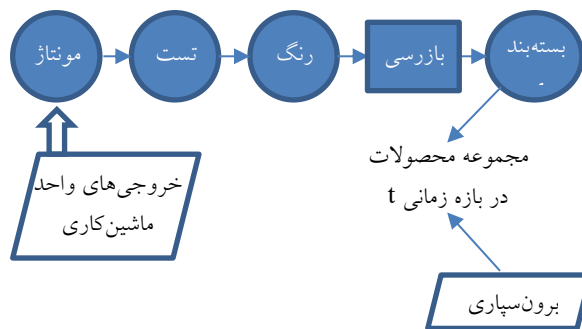 مونتاژ
تست
رنگ
بازرسی
بسته‌بند
خروجی‌های واحد
ماشین‌کاری
مجموعه محصولات
در بازه زمانی t
برون‌سپاری